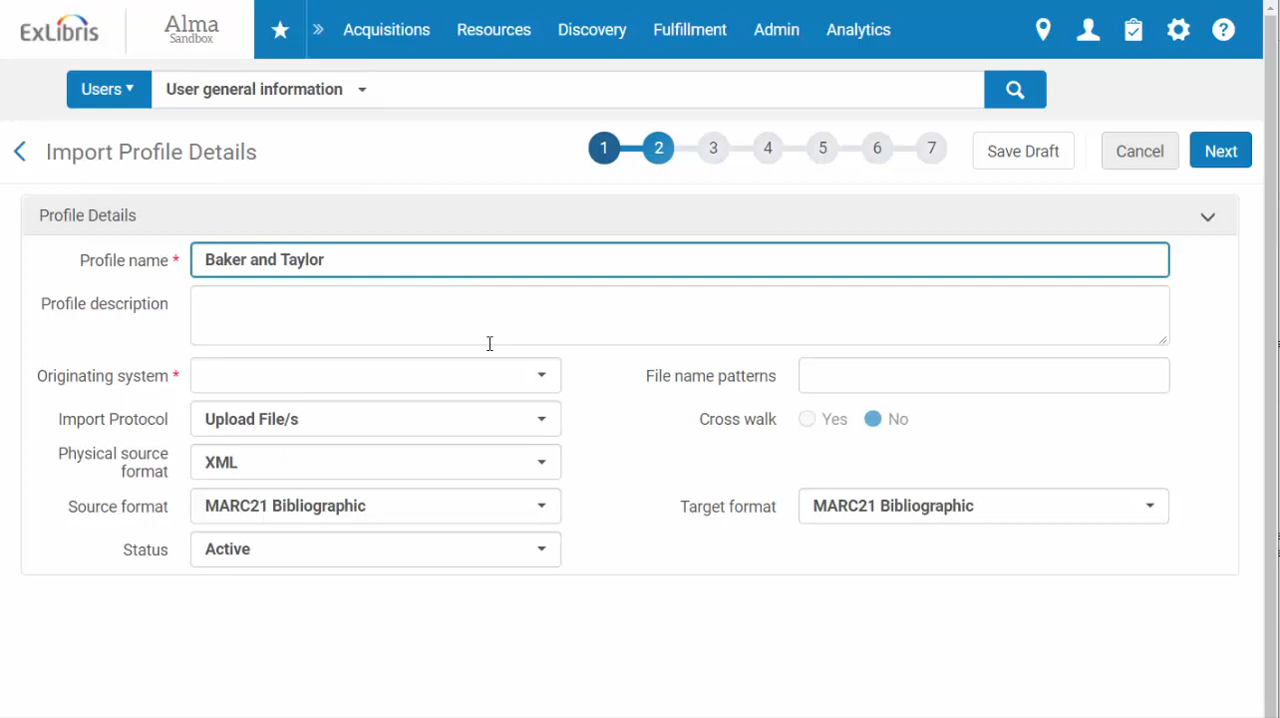 ExLibris
Alma
Sandbox
Acquisitions Resources Discovery Fulfillment Admin Analytics
Users User general information
Import Profile Details 1 2 3 4 5 6 7 Save Draft Cancel Next
Profile Details
Profile name * Baker and Taylor
Profile description
Originating system * File name patterns
Import Protocol Upload File/s Cross walk Yes No
Physical source
format XML
Source format MARC21 Bibliographic Target format MARC21 Bibliographic
Status Active